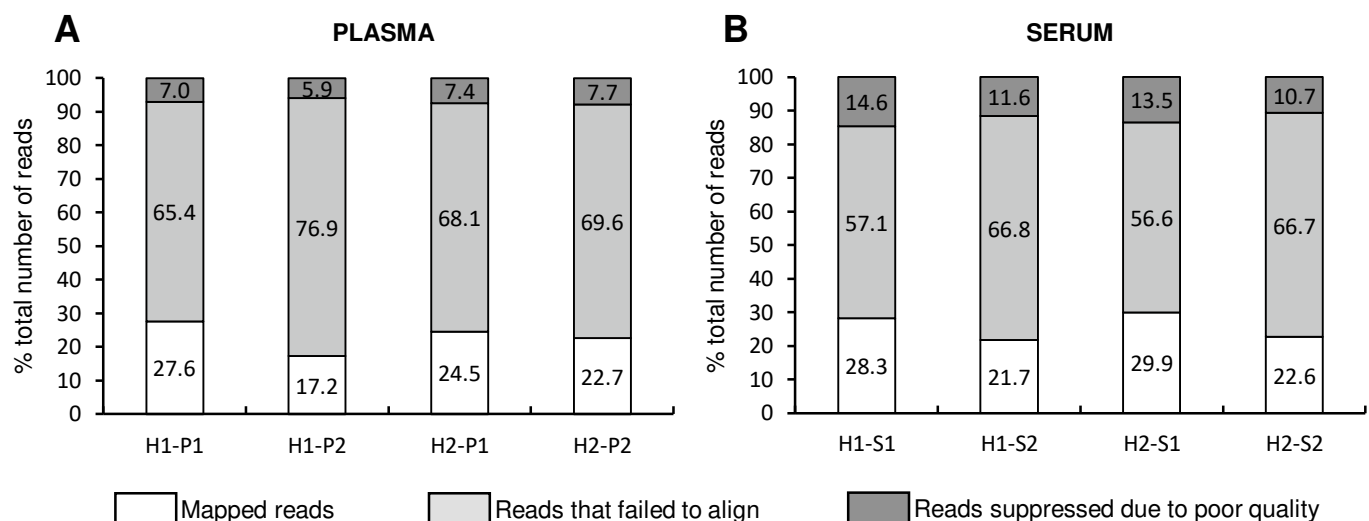 A PLASMA
% total number of reads
100
90
80
70
60
50
40
30
20
10
0
7.0 5.9 7.4 7.7
65.4 76.9 68.1 69.6
27.6 17.2 24.5 22.7
H1-P1 H1-P2 H2-P1 H2-P2
B SERUM
% total number of reads
100
90
80
70
60
50
40
30
20
10
0
14.6 11.6 13.5 10.7
57.1 66.8 56.6 66.7
28.3 21.7 29.9 22.6
H1-S1 H1-S2 H2-S1 H2-S2
Mapped reads Reads that failed to align Reads suppressed due to poor quality